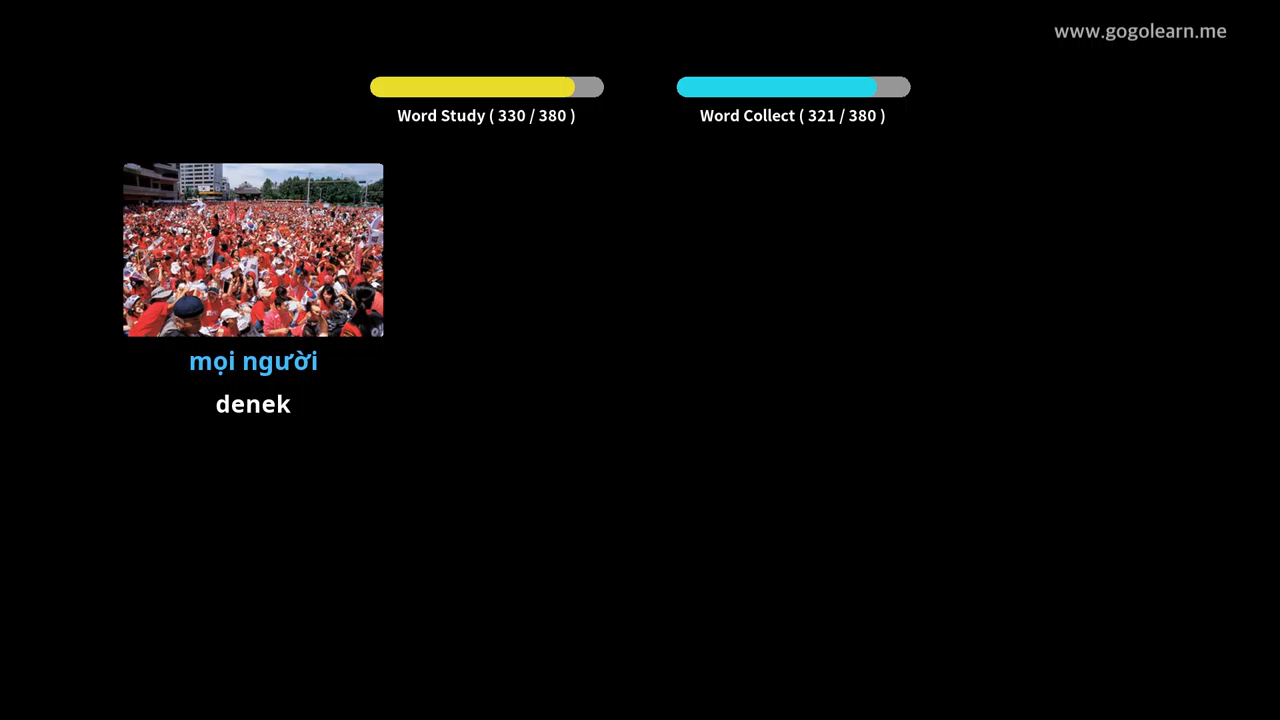 www.gogolearn.me
Word Study ( 330 / 380 )
Word Collect ( 321 / 380 )
mọi người
denek